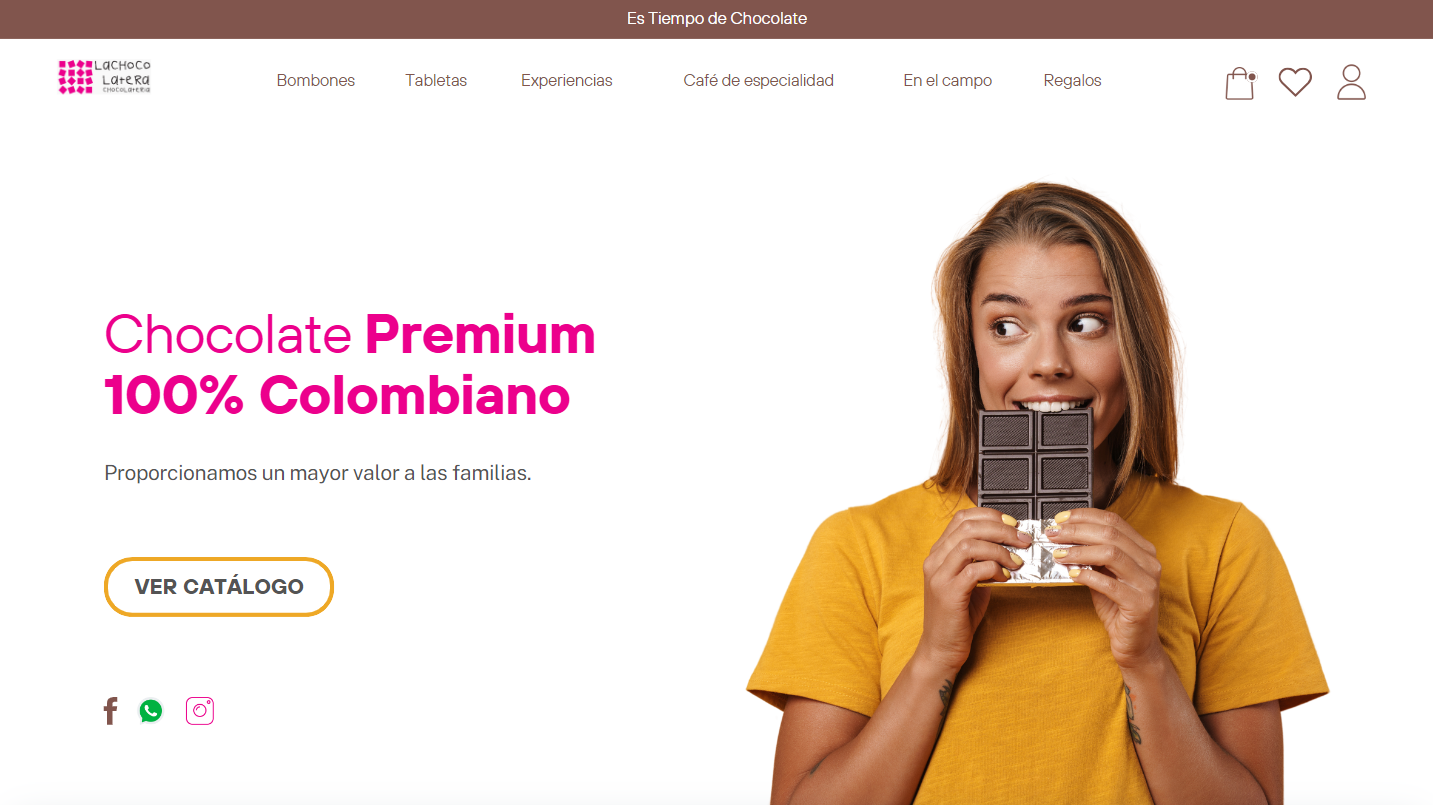 Es Tiempo de Chocolate
LaCHoCo
LaTeRa
CHOCOLATERIA
Bombones Tabletas Experiencias Café de especialidad En el campo Regalos
Chocolate Premium
100% Colombiano
Proporcionamos un mayor valor a las familias.
VER CATÁLOGO